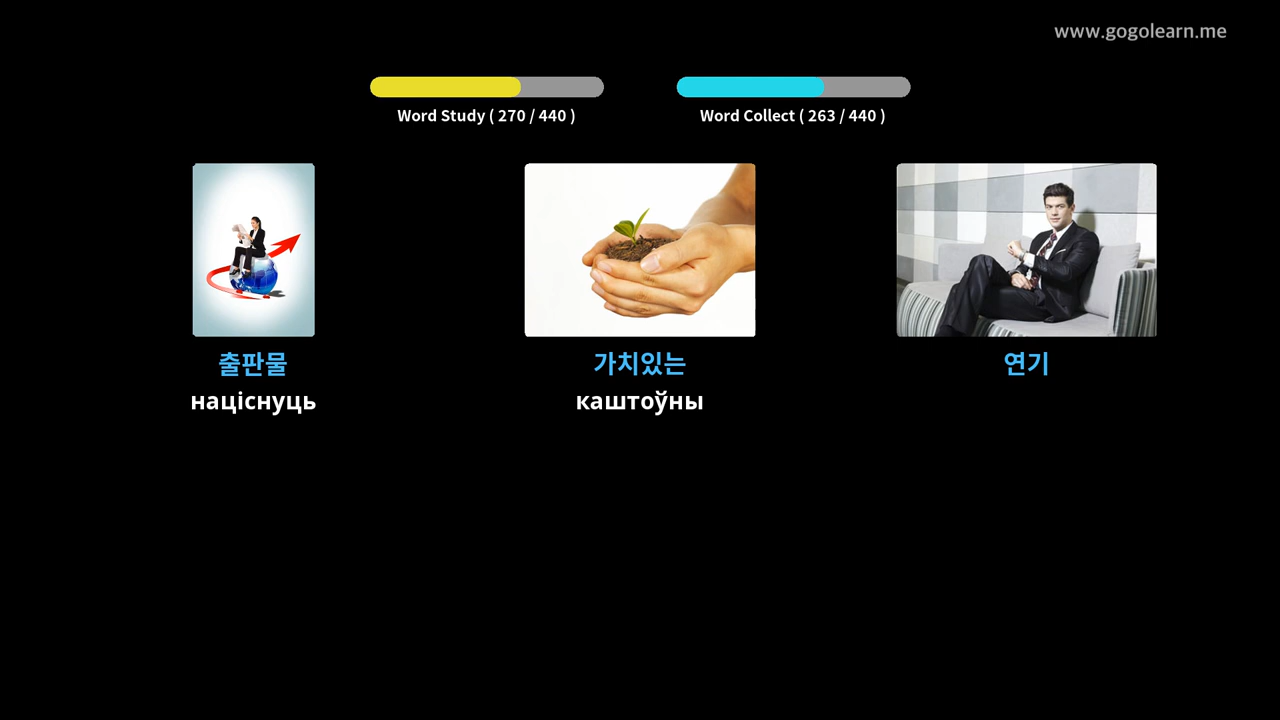 www.gogolearn.me
Word Study ( 270 / 440 )
Word Collect ( 263 / 440 )
출판물
націснуць
가치있는
каштоўны
연기